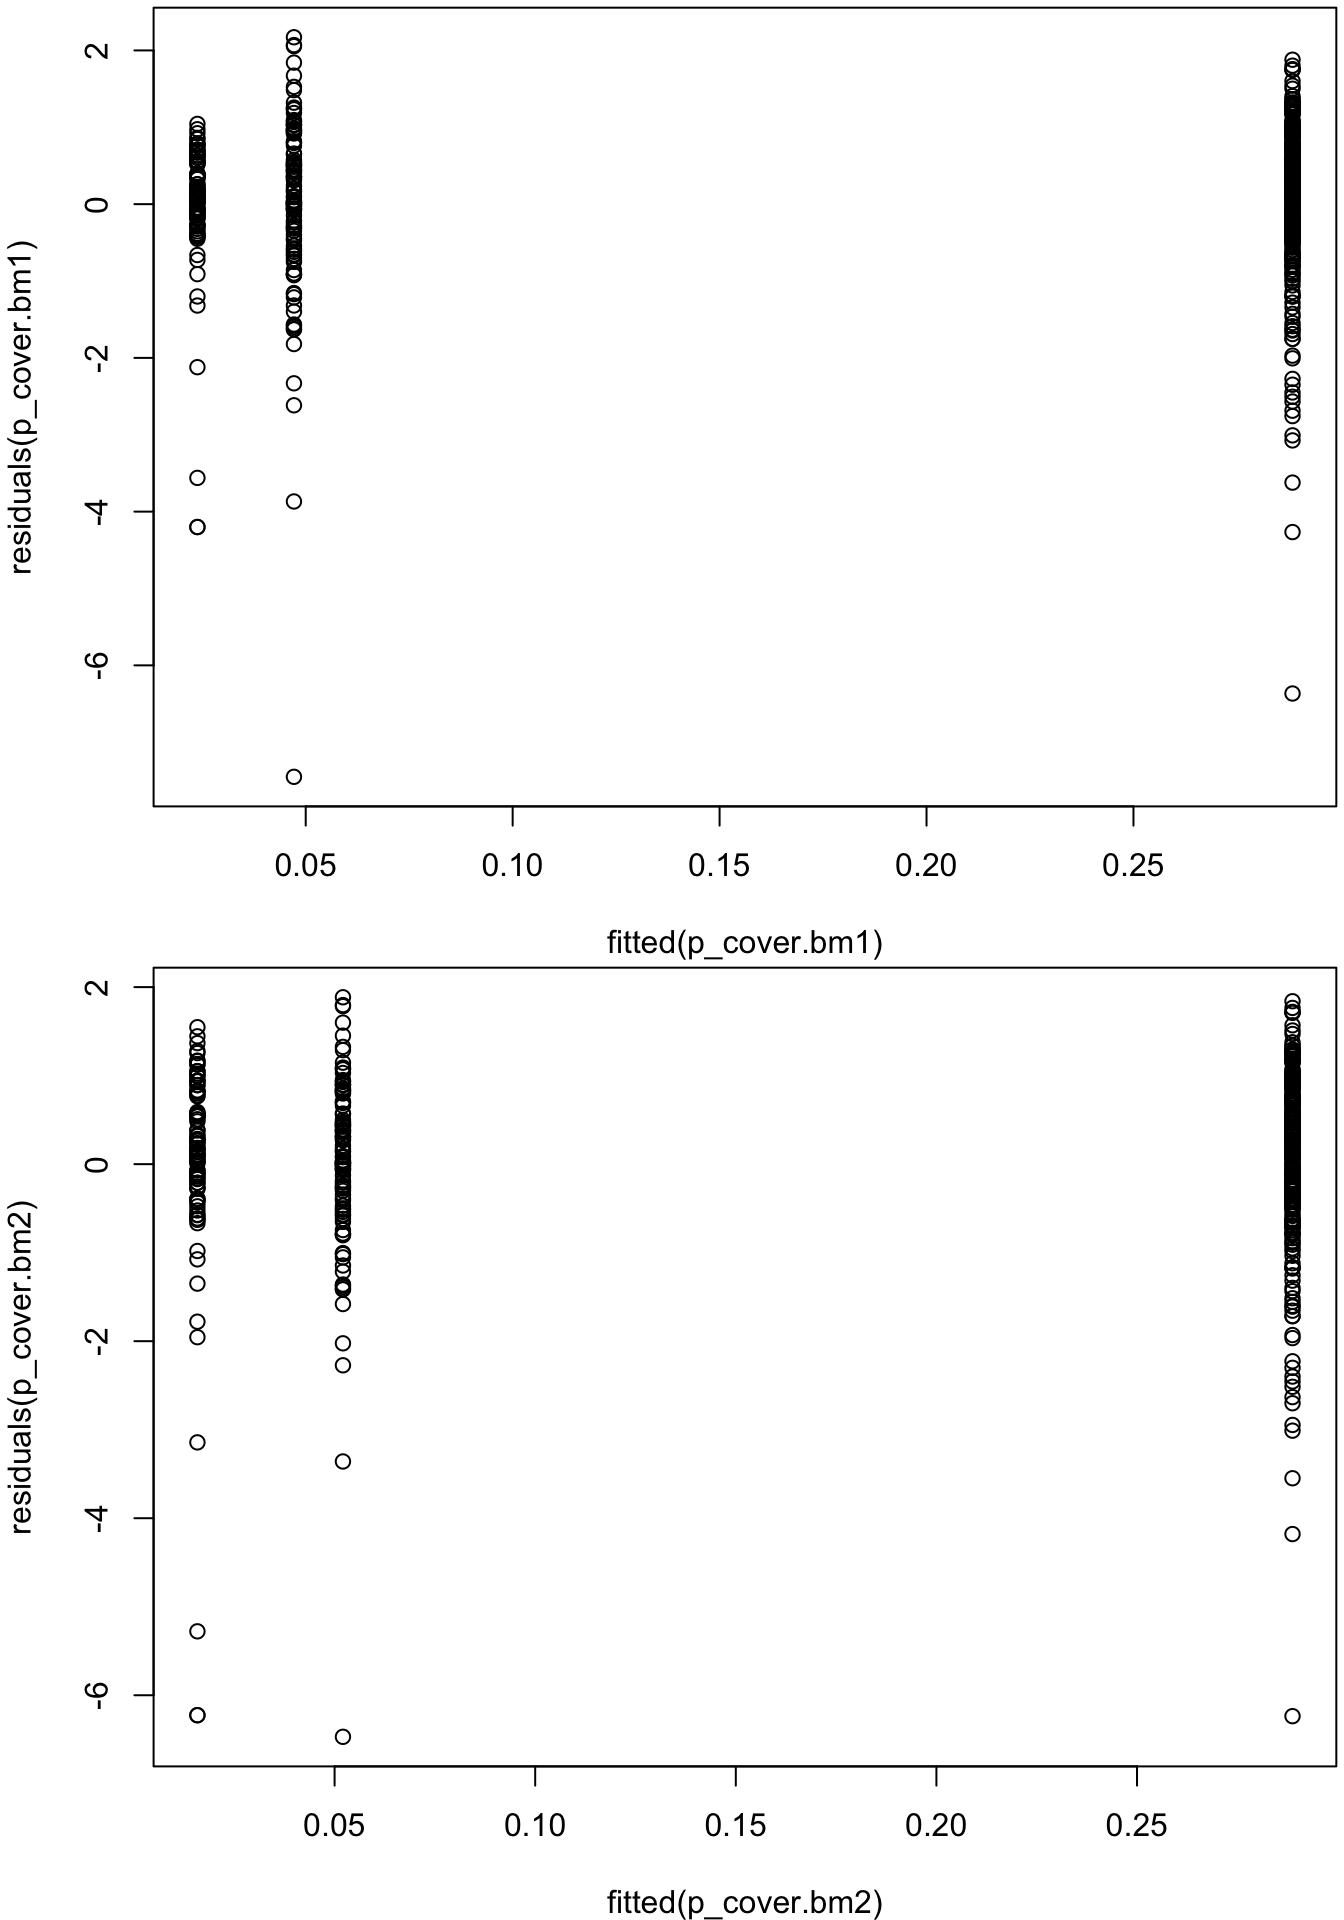 2
0
-2
-4
-6
residuals(p_cover.bm1)
0.05 0.10 0.15 0.20 0.25
fitted(p_cover.bm1)
2
0
-2
-4
-6
residuals(p_cover.bm2)
0.05 0.10 0.15 0.20 0.25
fitted(p_cover.bm2)